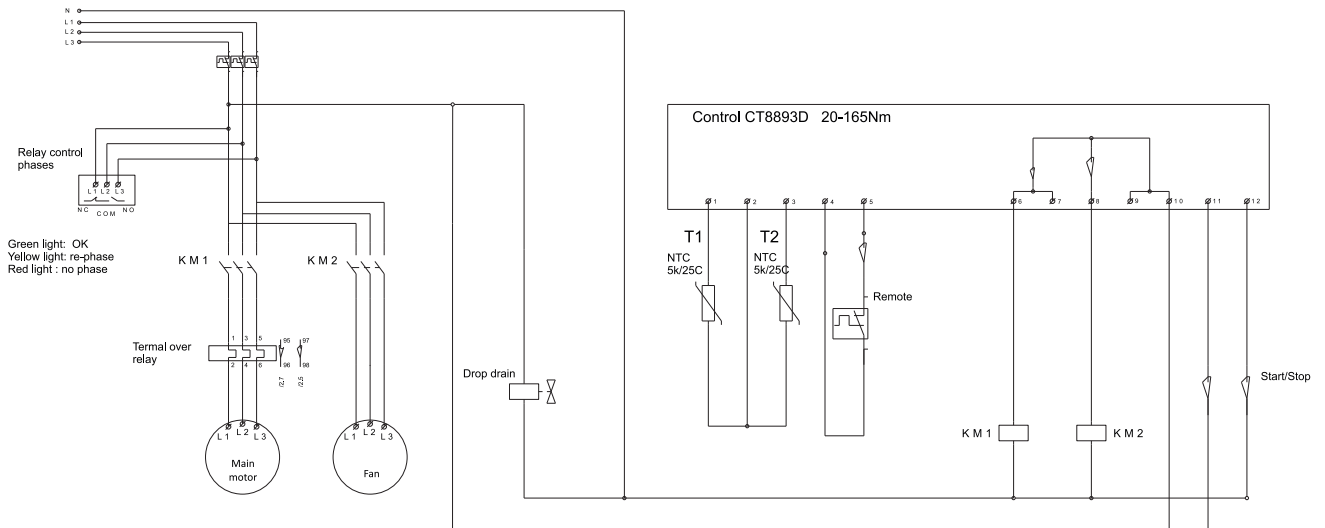 N
L 1
L 2
L 3
Relay control
phases
L 1 L 2 L 3
NC COM NO
Green light: OK
Yellow light: re-phase
Red light : no phase
K M 1
K M 2
Termal over
relay
1 3 5
2 4 6
95 97
96 98
/2.7 /2.5
L 1 L 2 L 3
Main
motor
L 1 L 2 L 3
Fan
Drop drain
Control CT8893D 20-165Nm
1 2 3 4 5 6 7 8 9 10 11 12
T1
NTC
5k/25C
T2
NTC
5k/25C
Remote
Start/Stop
K M 1
K M 2